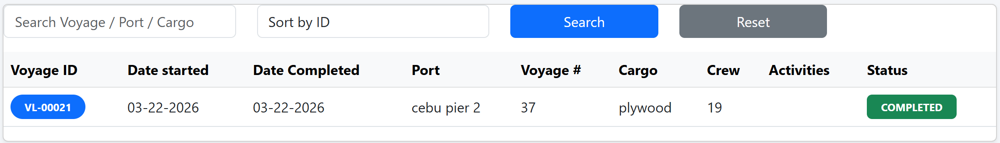 Search Voyage / Port / Cargo Sort by ID Search Reset
Voyage ID Date started Date Completed Port Voyage # Cargo Crew Activities Status
VL-00021 03-22-2026 03-22-2026 cebu pier 2 37 plywood 19 COMPLETED